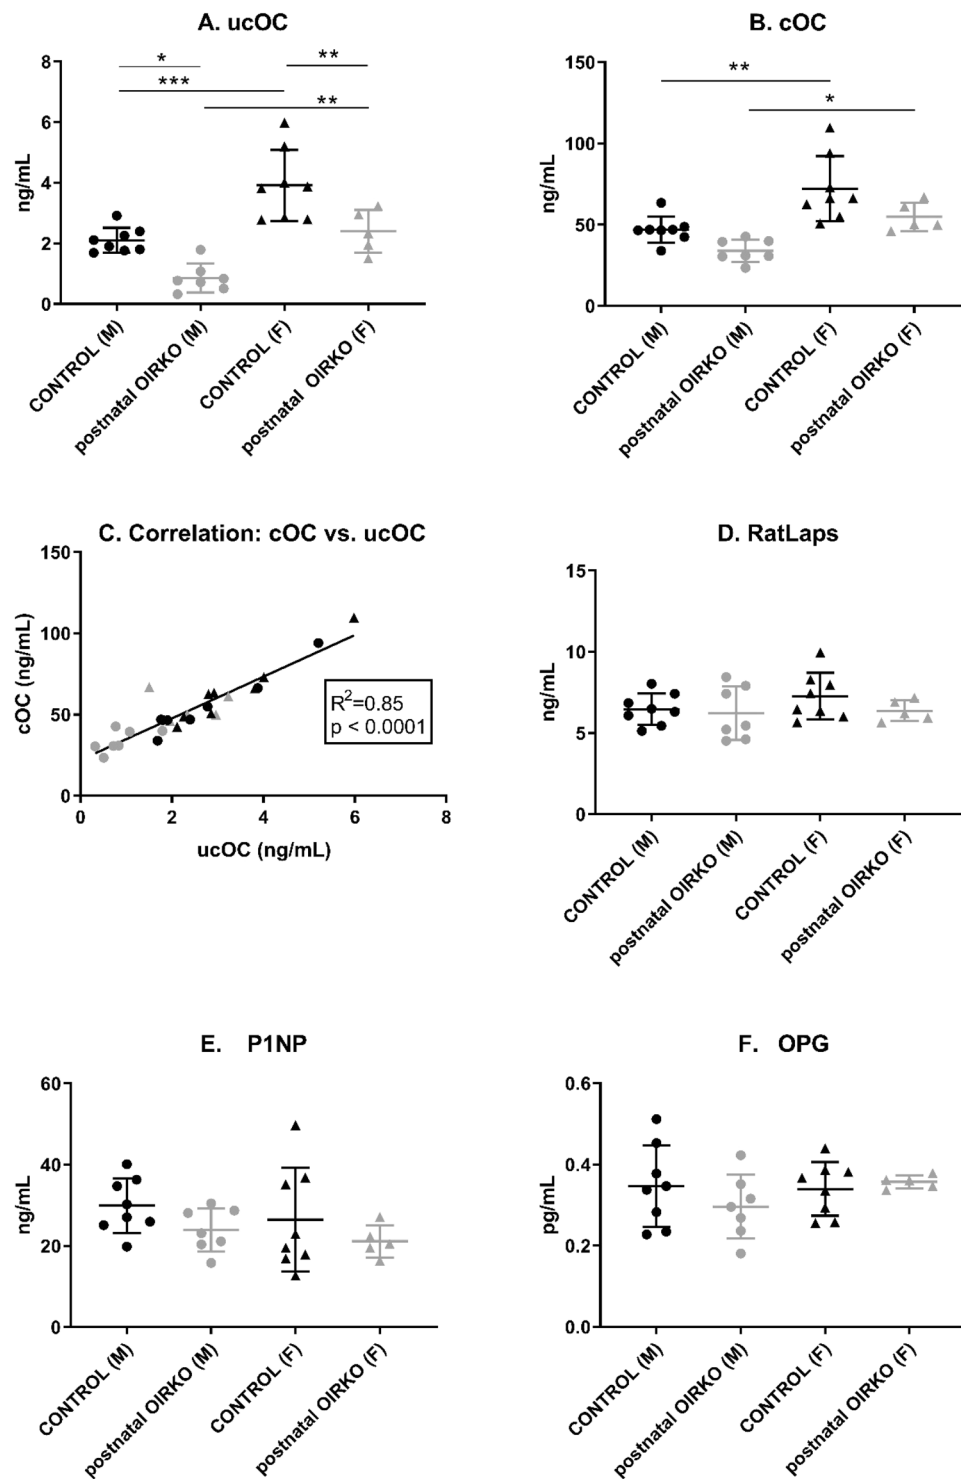 A. ucOC
ng/mL
8
6
4
2
0
*
***
**
**
CONTROL (M)
postnatal OIRKO (M)
CONTROL (F)
postnatal OIRKO (F)
B. cOC
ng/mL
150
100
50
0
**
*
CONTROL (M)
postnatal OIRKO (M)
CONTROL (F)
postnatal OIRKO (F)
C. Correlation: cOC vs. ucOC
cOC (ng/mL)
150
100
50
0
R²=0.85
p < 0.0001
0 2 4 6 8
ucOC (ng/mL)
D. RatLaps
ng/mL
15
10
5
0
CONTROL (M)
postnatal OIRKO (M)
CONTROL (F)
postnatal OIRKO (F)
E. P1NP
ng/mL
60
40
20
0
CONTROL (M)
postnatal OIRKO (M)
CONTROL (F)
postnatal OIRKO (F)
F. OPG
pg/mL
0.6
0.4
0.2
0.0
CONTROL (M)
postnatal OIRKO (M)
CONTROL (F)
postnatal OIRKO (F)